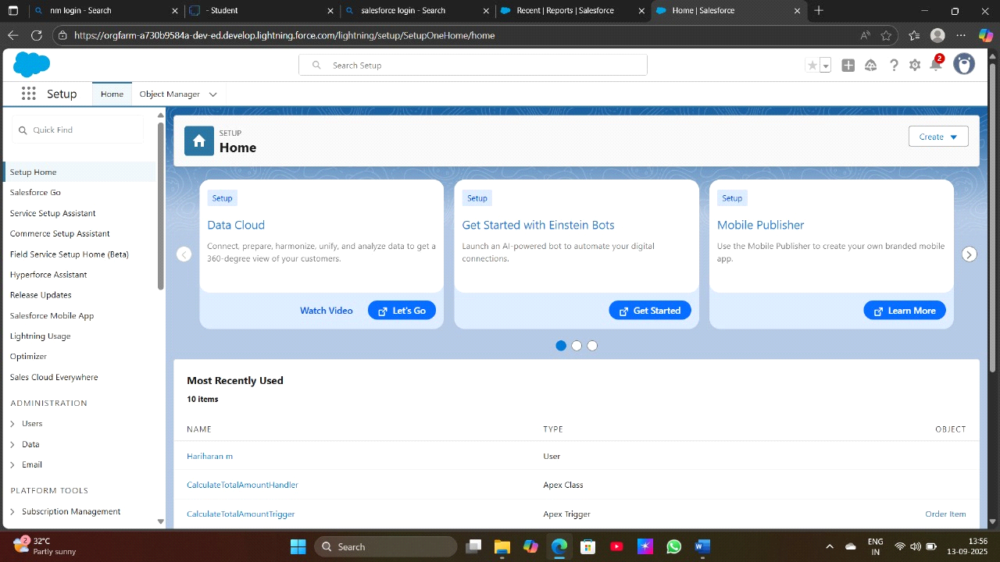 nm login - Search
- Student
salesforce login - Search
Recent | Reports | Salesforce
Home | Salesforce
https://orgfarm-a730b9584a-dev-ed.develop.lightning.force.com/lightning/setup/SetupOneHome/home
Search Setup
2
Setup
Home
Object Manager
Quick Find
Setup Home
Salesforce Go
Service Setup Assistant
Commerce Setup Assistant
Field Service Setup Home (Beta)
Hyperforce Assistant
Release Updates
Salesforce Mobile App
Lightning Usage
Optimizer
Sales Cloud Everywhere
ADMINISTRATION
Users
Data
Email
PLATFORM TOOLS
Subscription Management
SETUP
Home
Create
Setup
Data Cloud
Connect, prepare, harmonize, unify, and analyze data to get a
360-degree view of your customers.
Watch Video
Let's Go
Setup
Get Started with Einstein Bots
Launch an AI-powered bot to automate your digital
connections.
Get Started
Setup
Mobile Publisher
Use the Mobile Publisher to create your own branded mobile
app.
Learn More
Most Recently Used
10 items
NAME TYPE OBJECT
Hariharan m User
CalculateTotalAmountHandler Apex Class
CalculateTotalAmountTrigger Apex Trigger Order Item
2
32°C
Partly sunny
Search
ENG
IN
13:56
13-09-2025